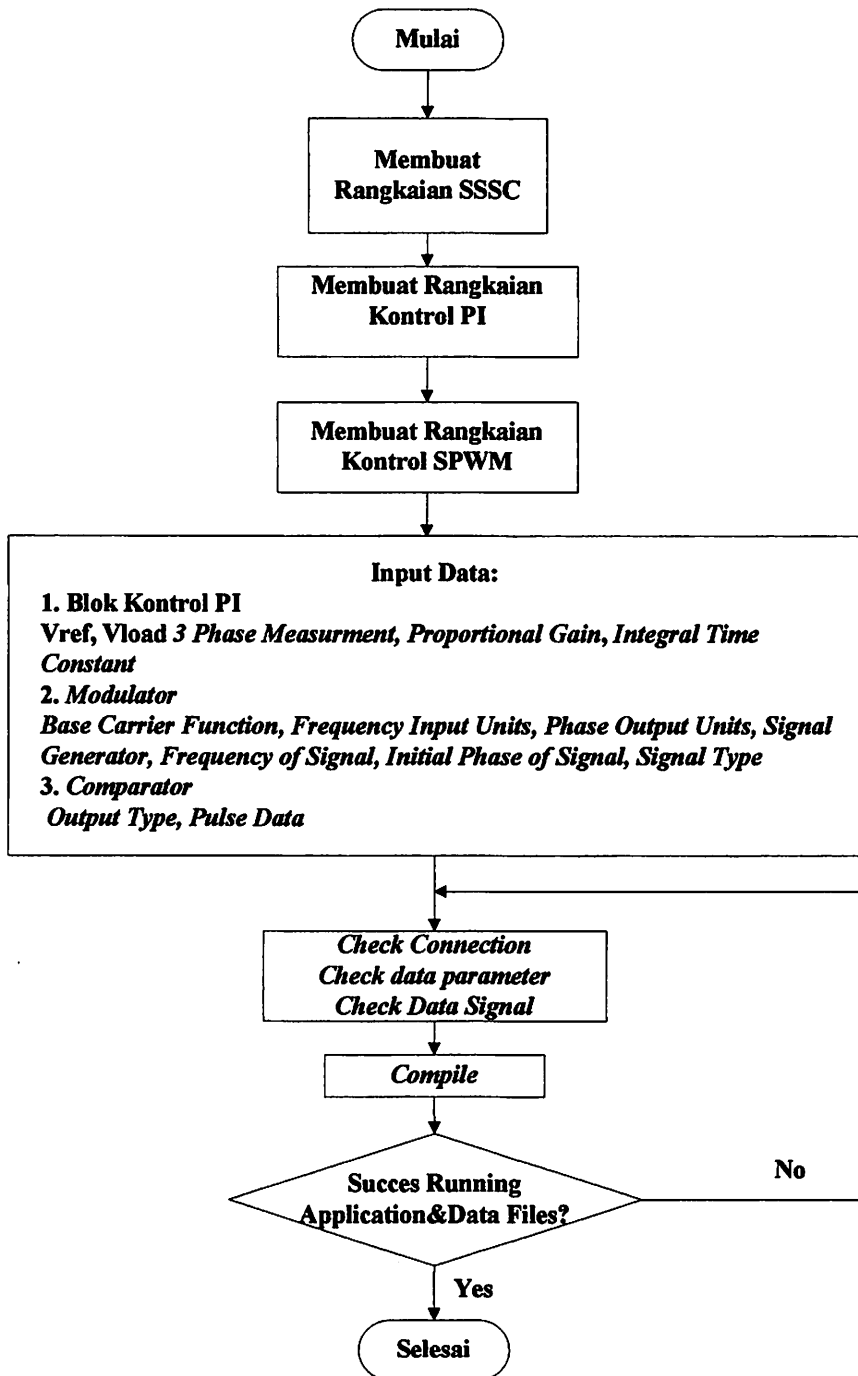 Mulai
Membuat
Rangkaian SSSC
Membuat Rangkaian
Kontrol PI
Membuat Rangkaian
Kontrol SPWM
Input Data:
1. Blok Kontrol PI
Vref, Vload 3 Phase Measurment, Proportional Gain, Integral Time
Constant
2. Modulator
Base Carrier Function, Frequency Input Units, Phase Output Units, Signal
Generator, Frequency of Signal, Initial Phase of Signal, Signal Type
3. Comparator
Output Type, Pulse Data
Check Connection
Check data parameter
Check Data Signal
Compile
Succes Running
Application&Data Files?
No
Yes
Selesai